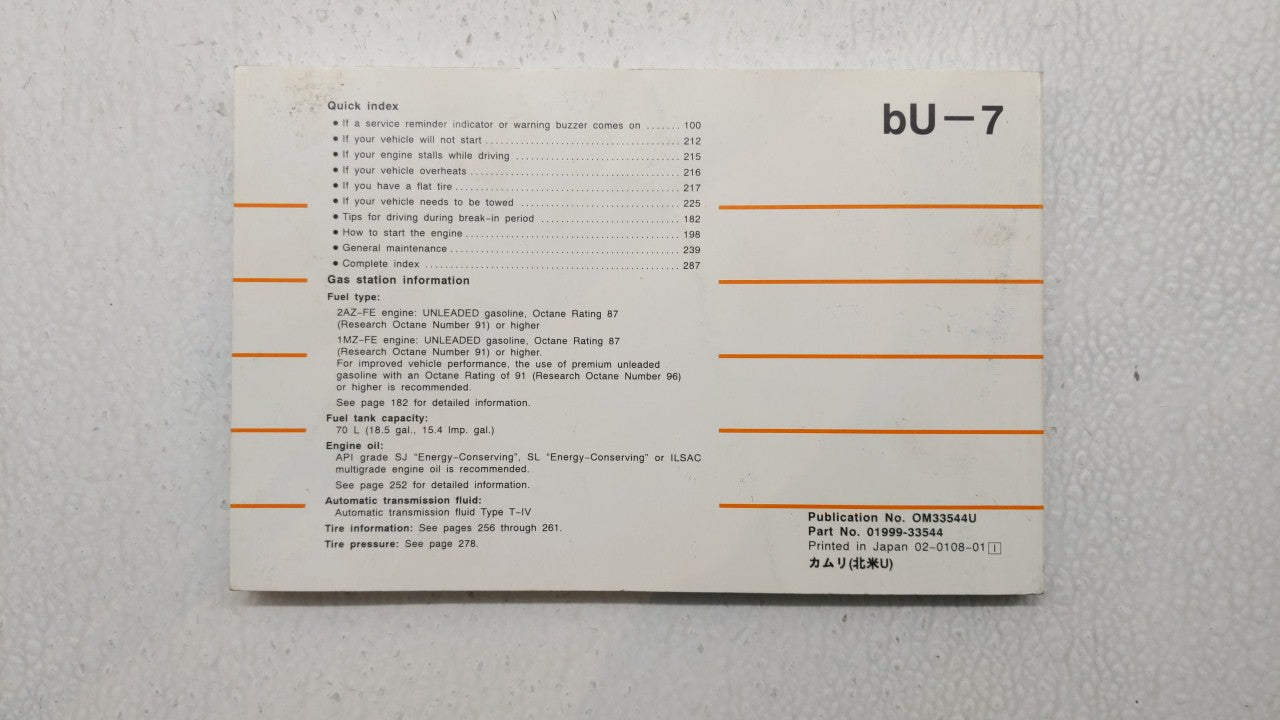 bU−7
Quick index
● If a service reminder indicator or warning buzzer comes on ....... 100
● If your vehicle will not start ........................................ 212
● If your engine stalls while driving .................................. 215
● If your vehicle overheats ........................................... 216
● If you have a flat tire ............................................. 217
● If your vehicle needs to be towed ................................ 225
● Tips for driving during break−in period ............................ 182
● How to start the engine ........................................... 198
● General maintenance .............................................. 239
● Complete index .................................................. 287
Gas station information
Fuel type:
2AZ−FE engine: UNLEADED gasoline, Octane Rating 87
(Research Octane Number 91) or higher
1MZ−FE engine: UNLEADED gasoline, Octane Rating 87
(Research Octane Number 91) or higher.
For improved vehicle performance, the use of premium unleaded
gasoline with an Octane Rating of 91 (Research Octane Number 96)
or higher is recommended.
See page 182 for detailed information.
Fuel tank capacity:
70 L (18.5 gal., 15.4 Imp. gal.)
Engine oil:
API grade SJ "Energy−Conserving", SL "Energy−Conserving" or ILSAC
multigrade engine oil is recommended.
See page 252 for detailed information.
Automatic transmission fluid:
Automatic transmission fluid Type T−IV
Tire information: See pages 256 through 261.
Tire pressure: See page 278.
Publication No. OM33544U
Part No. 01999-33544
Printed in Japan 02−0108−01 I
カムリ(北米U)